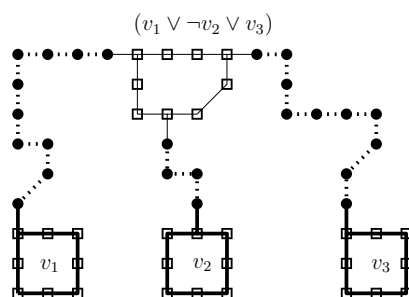 (v₁ ∨ ¬v₂ ∨ v₃)
v₁ v₂ v₃